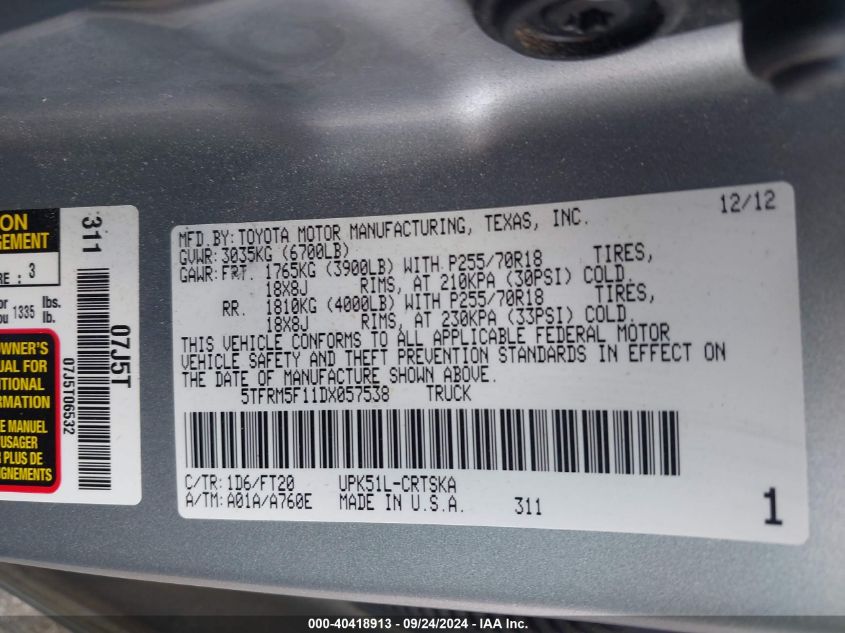 ON
GEMENT
RE : 3
or
ou 1335 lbs.
lb.
OWNER'S
UAL FOR
ITIONAL
RMATION
E MANUEL
USAGER
R PLUS DE
GNEMENTS
311
07J5T
07J5T06532
12/12
MFD.BY: TOYOTA MOTOR MANUFACTURING, TEXAS, INC.
GVWR: 3035KG (6700LB)
GAWR: FRT. 1765KG (3900LB) WITH P255/70R18 TIRES,
18X8J RIMS, AT 210KPA (30PSI) COLD.
RR. 1810KG (4000LB) WITH P255/70R18 TIRES,
18X8J RIMS, AT 230KPA (33PSI) COLD.
THIS VEHICLE CONFORMS TO ALL APPLICABLE FEDERAL MOTOR
VEHICLE SAFETY AND THEFT PREVENTION STANDARDS IN EFFECT ON
THE DATE OF MANUFACTURE SHOWN ABOVE.
5TFRM5F11DX057538 TRUCK
C/TR: 1D6/FT20 UPK51L-CRTSKA
A/TM: A01A/A760E MADE IN U.S.A. 311
1
000-40418913 - 09/24/2024 - IAA Inc.